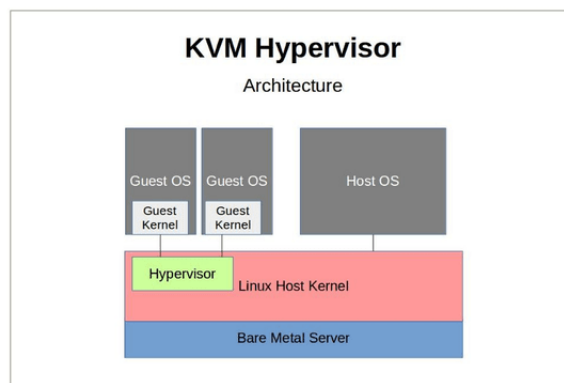 KVM Hypervisor
Architecture
Guest OS
Guest OS
Host OS
Guest
Kernel
Guest
Kernel
Hypervisor
Linux Host Kernel
Bare Metal Server